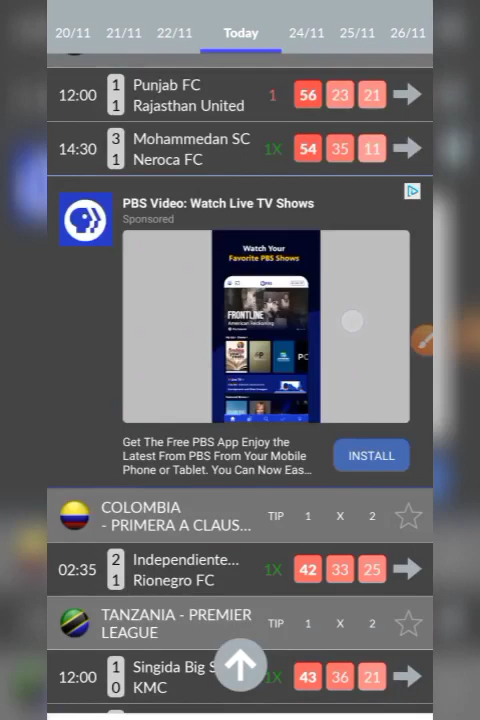 20/11 21/11 22/11 Today 24/11 25/11 26/11
12:00 1 Punjab FC 1 56 23 21
1 Rajasthan United
14:30 3 Mohammedan SC 1X 54 35 11
1 Neroca FC
PBS Video: Watch Live TV Shows
Sponsored
Watch Your
Favorite PBS Shows
PBS
FRONTLINE
American Reckoning
Get The Free PBS App Enjoy the
Latest From PBS From Your Mobile
Phone or Tablet. You Can Now Eas...
INSTALL
COLOMBIA
- PRIMERA A CLAUS... TIP 1 X 2
02:35 2 Independiente... 1X 42 33 25
1 Rionegro FC
TANZANIA - PREMIER
LEAGUE TIP 1 X 2
12:00 1 Singida Big S 1X 43 36 21
0 KMC